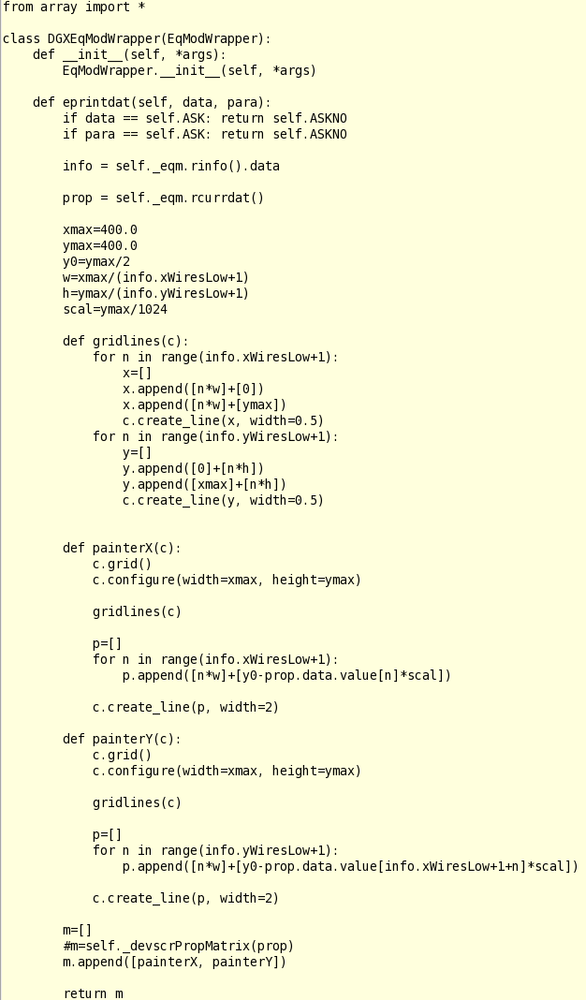 from array import *

class DGXEqModWrapper(EqModWrapper):
    def __init__(self, *args):
        EqModWrapper.__init__(self, *args)

    def eprintdat(self, data, para):
        if data == self.ASK: return self.ASKNO
        if para == self.ASK: return self.ASKNO

        info = self._eqm.rinfo().data

        prop = self._eqm.rcurrdat()

        xmax=400.0
        ymax=400.0
        y0=ymax/2
        w=xmax/(info.xWiresLow+1)
        h=ymax/(info.yWiresLow+1)
        scal=ymax/1024

        def gridlines(c):
            for n in range(info.xWiresLow+1):
                x=[]
                x.append([n*w]+[0])
                x.append([n*w]+[ymax])
                c.create_line(x, width=0.5)
            for n in range(info.yWiresLow+1):
                y=[]
                y.append([0]+[n*h])
                y.append([xmax]+[n*h])
                c.create_line(y, width=0.5)


        def painterX(c):
            c.grid()
            c.configure(width=xmax, height=ymax)

            gridlines(c)

            p=[]
            for n in range(info.xWiresLow+1):
                p.append([n*w]+[y0-prop.data.value[n]*scal])

            c.create_line(p, width=2)

        def painterY(c):
            c.grid()
            c.configure(width=xmax, height=ymax)

            gridlines(c)

            p=[]
            for n in range(info.yWiresLow+1):
                p.append([n*w]+[y0-prop.data.value[info.xWiresLow+1+n]*scal])

            c.create_line(p, width=2)

        m=[]
        #m=self._devscrPropMatrix(prop)
        m.append([painterX, painterY])

        return m